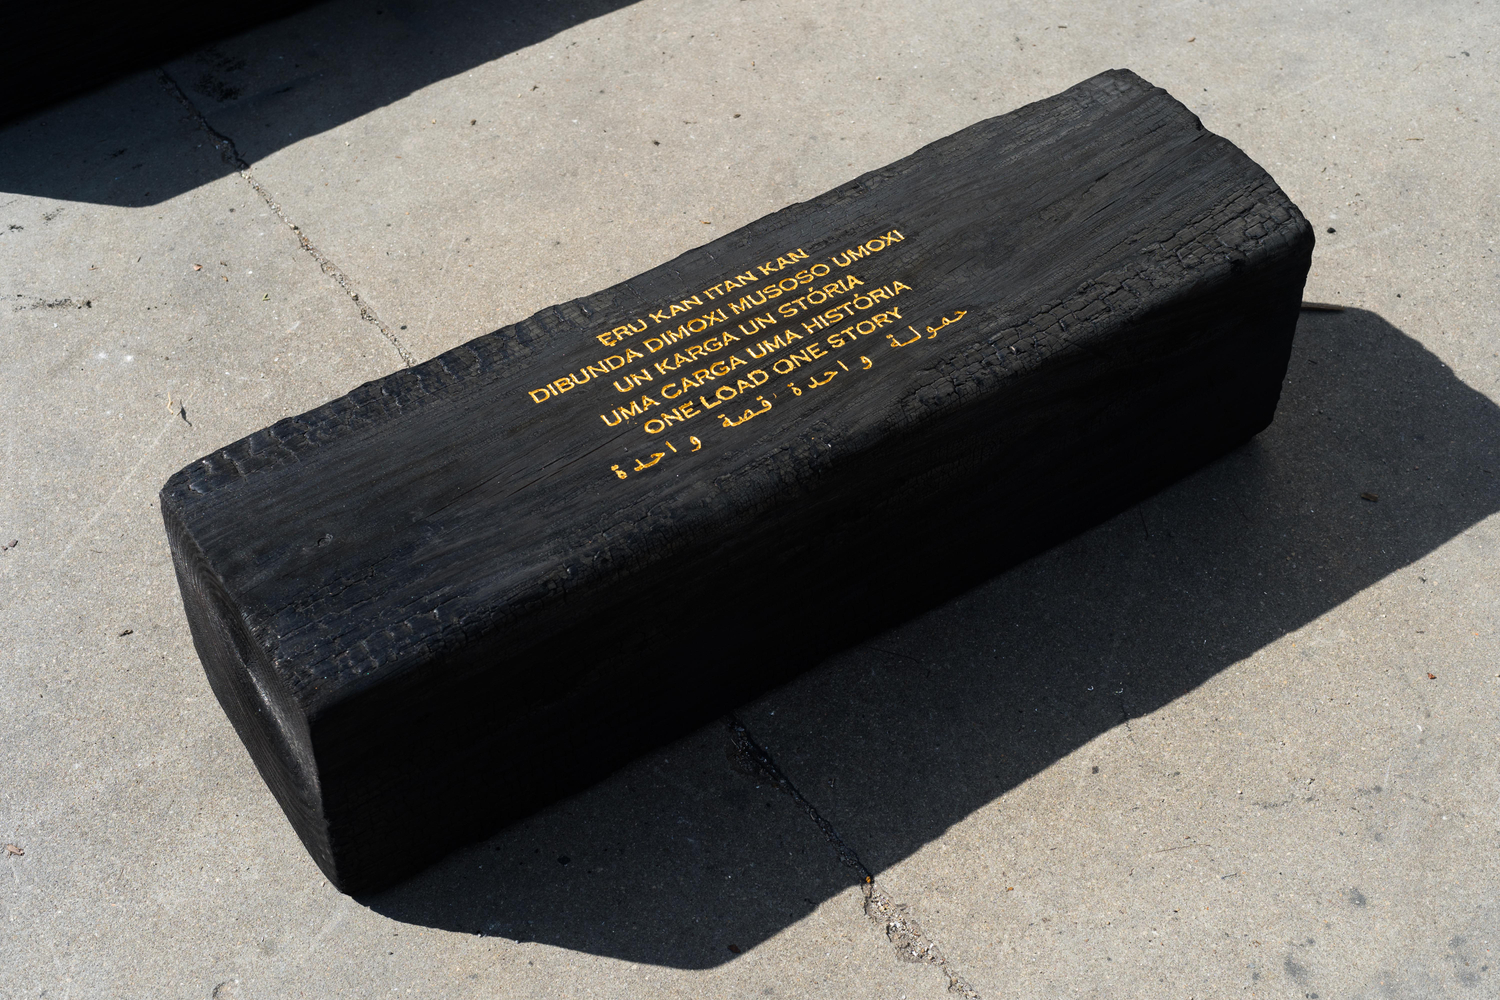 ẸRU KAN ITAN KAN
DIBUNDA DIMOXI MUSOSO UMOXI
UN KARGA UN STÓRIA
UMA CARGA UMA HISTÓRIA
ONE LOAD ONE STORY
حمولة واحدة قصة واحدة